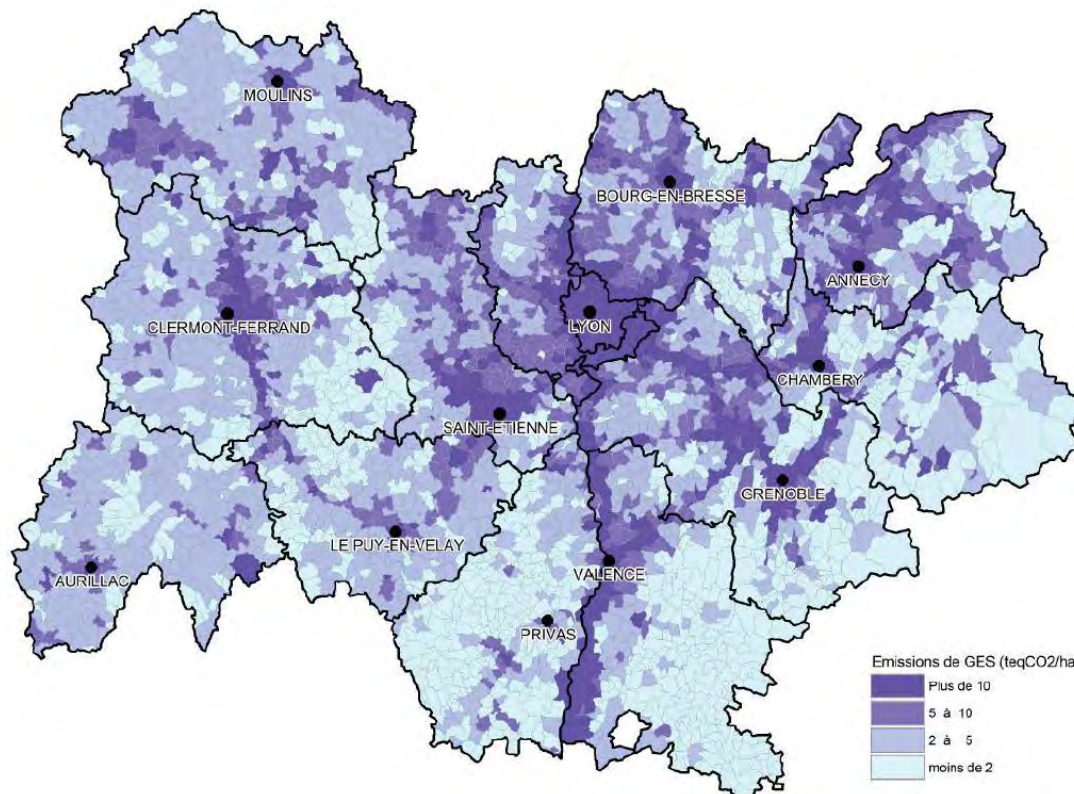 MOULINS
BOURG-EN-BRESSE
ANNECY
CLERMONT-FERRAND
LYON
CHAMBERY
SAINT-ETIENNE
GRENOBLE
LE PUY-EN-VELAY
AURILLAC
VALENCE
PRIVAS
Emissions de GES (teqCO2/ha
Plus de 10
5 à 10
2 à 5
moins de 2